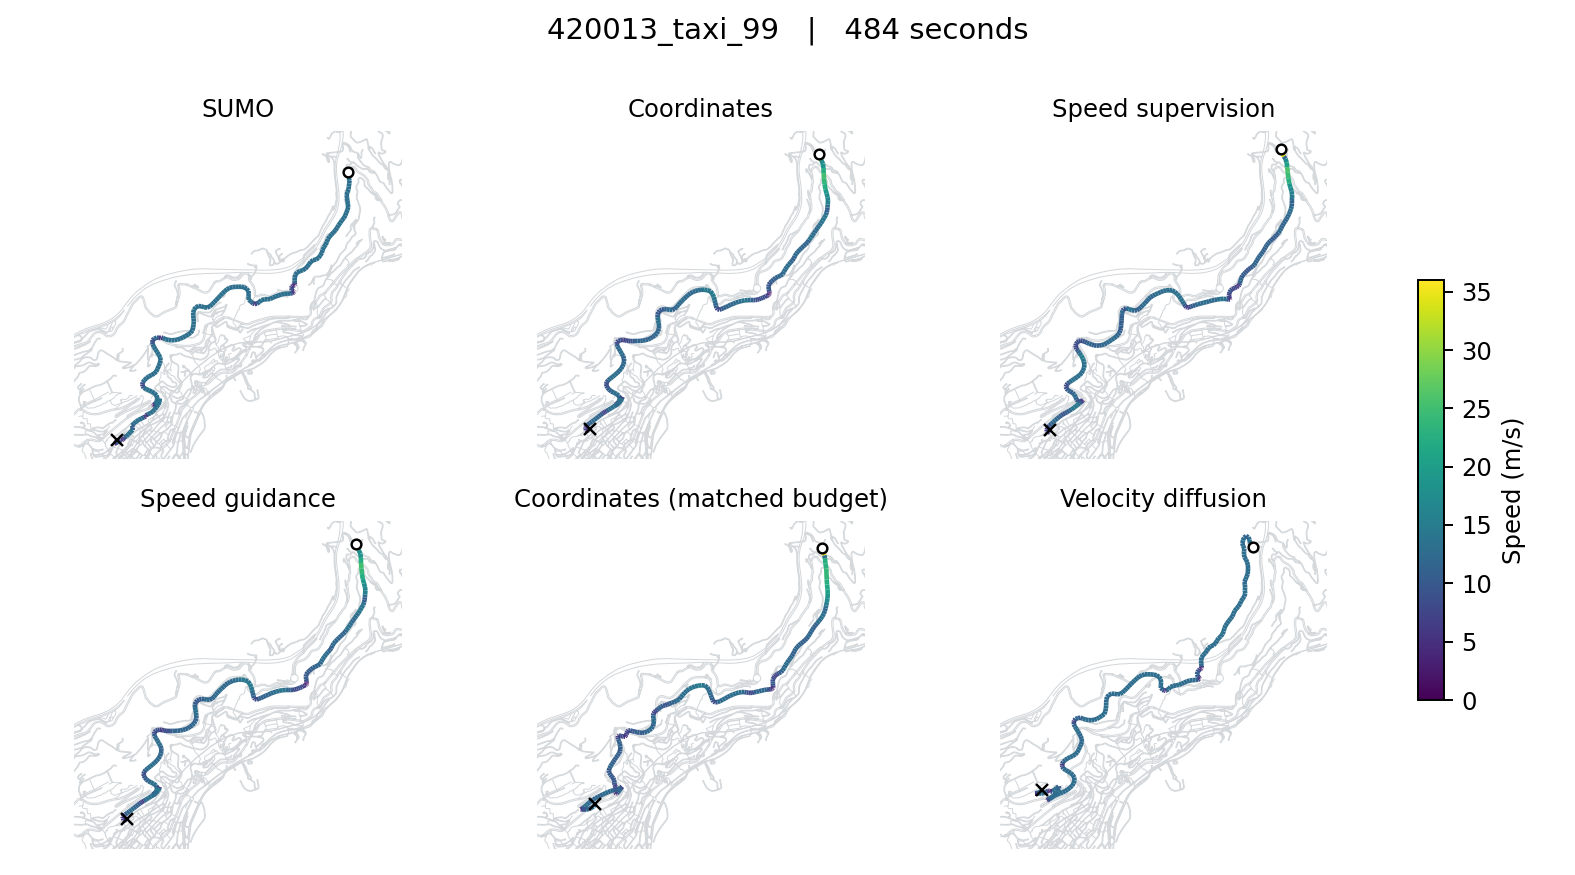 420013_taxi_99 | 484 seconds
SUMO
Coordinates
Speed supervision
Speed guidance
Coordinates (matched budget)
Velocity diffusion
35
30
25
20
15
10
5
0
Speed (m/s)